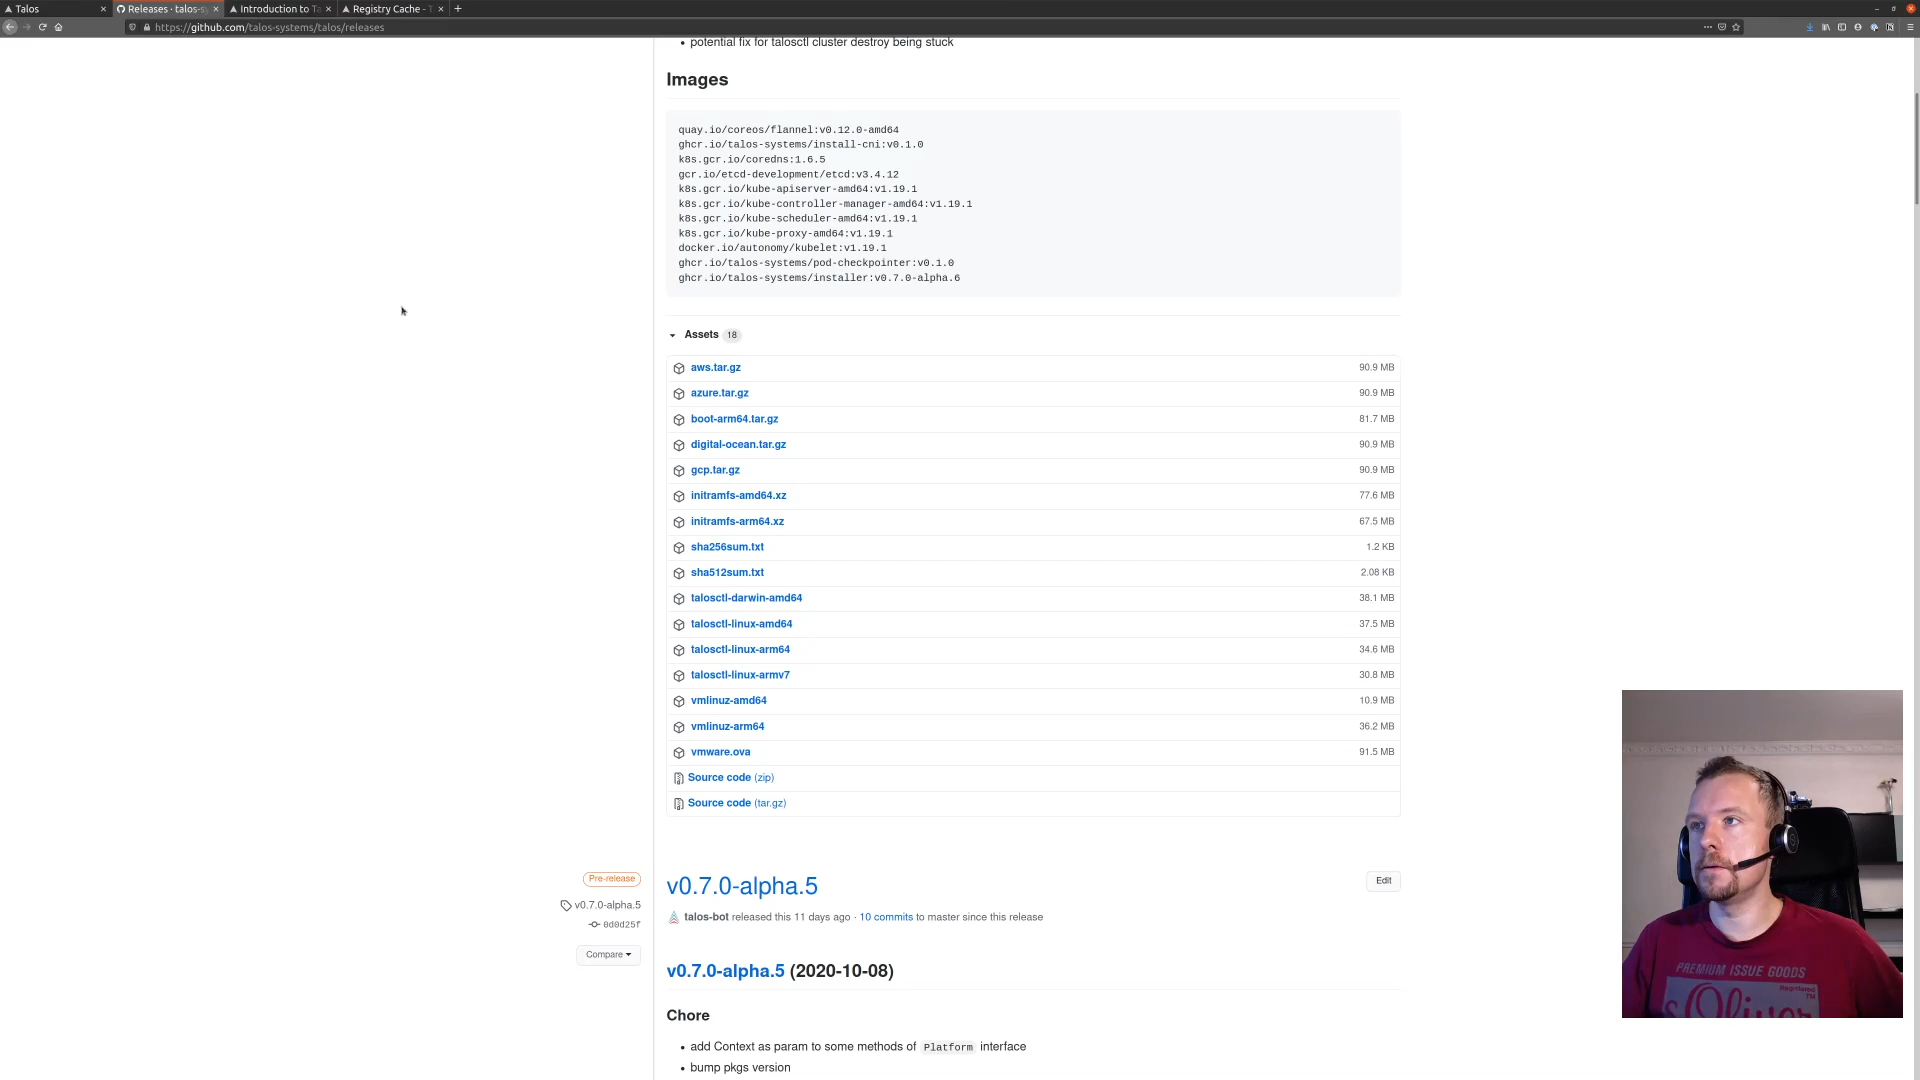 Talos
Releases · talos-sy
Introduction to Ta
Registry Cache - T
https://github.com/talos-systems/talos/releases
potential fix for talosctl cluster destroy being stuck
Images
quay.io/coreos/flannel:v0.12.0-amd64
ghcr.io/talos-systems/install-cni:v0.1.0
k8s.gcr.io/coredns:1.6.5
gcr.io/etcd-development/etcd:v3.4.12
k8s.gcr.io/kube-apiserver-amd64:v1.19.1
k8s.gcr.io/kube-controller-manager-amd64:v1.19.1
k8s.gcr.io/kube-scheduler-amd64:v1.19.1
k8s.gcr.io/kube-proxy-amd64:v1.19.1
docker.io/autonomy/kubelet:v1.19.1
ghcr.io/talos-systems/pod-checkpointer:v0.1.0
ghcr.io/talos-systems/installer:v0.7.0-alpha.6
Assets 18
aws.tar.gz 90.9 MB
azure.tar.gz 90.9 MB
boot-arm64.tar.gz 81.7 MB
digital-ocean.tar.gz 90.9 MB
gcp.tar.gz 90.9 MB
initramfs-amd64.xz 77.6 MB
initramfs-arm64.xz 67.5 MB
sha256sum.txt 1.2 KB
sha512sum.txt 2.08 KB
talosctl-darwin-amd64 38.1 MB
talosctl-linux-amd64 37.5 MB
talosctl-linux-arm64 34.6 MB
talosctl-linux-armv7 30.8 MB
vmlinuz-amd64 10.9 MB
vmlinuz-arm64 36.2 MB
vmware.ova 91.5 MB
Source code (zip)
Source code (tar.gz)
Pre-release
v0.7.0-alpha.5
0d0d25f
Compare
v0.7.0-alpha.5
Edit
talos-bot released this 11 days ago · 10 commits to master since this release
v0.7.0-alpha.5 (2020-10-08)
Chore
add Context as param to some methods of Platform interface
bump pkgs version
PREMIUM ISSUE GOODS
Registered
TM
s.Oliver